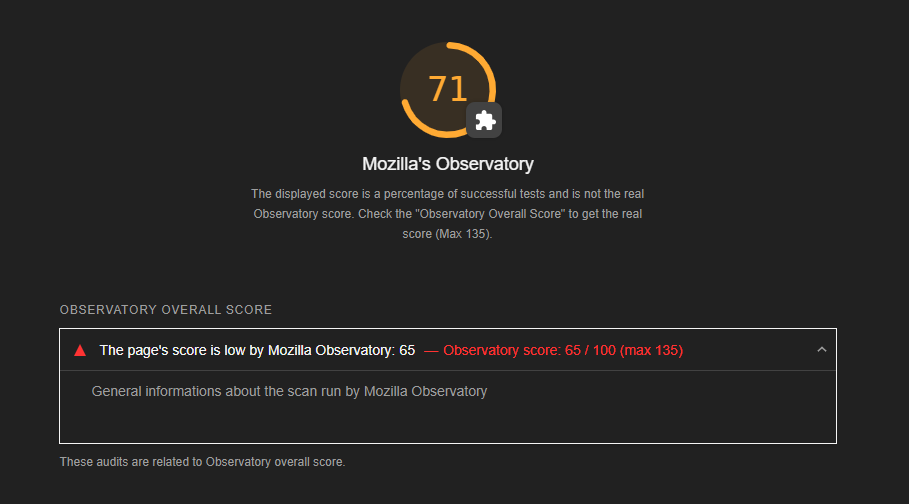 71
Mozilla's Observatory
The displayed score is a percentage of successful tests and is not the real
Observatory score. Check the "Observatory Overall Score" to get the real
score (Max 135).
OBSERVATORY OVERALL SCORE
The page's score is low by Mozilla Observatory: 65 — Observatory score: 65 / 100 (max 135)
General informations about the scan run by Mozilla Observatory
These audits are related to Observatory overall score.